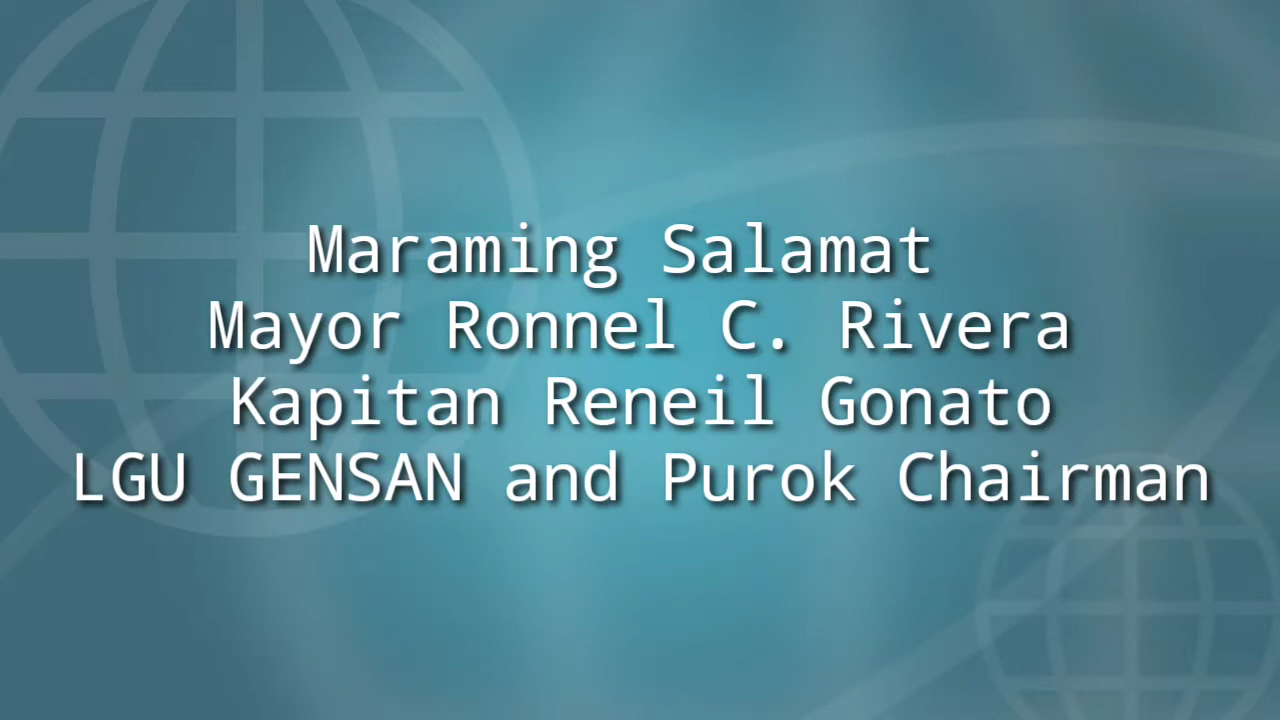 Maraming Salamat
Mayor Ronnel C. Rivera
Kapitan Reneil Gonato
LGU GENSAN and Purok Chairman